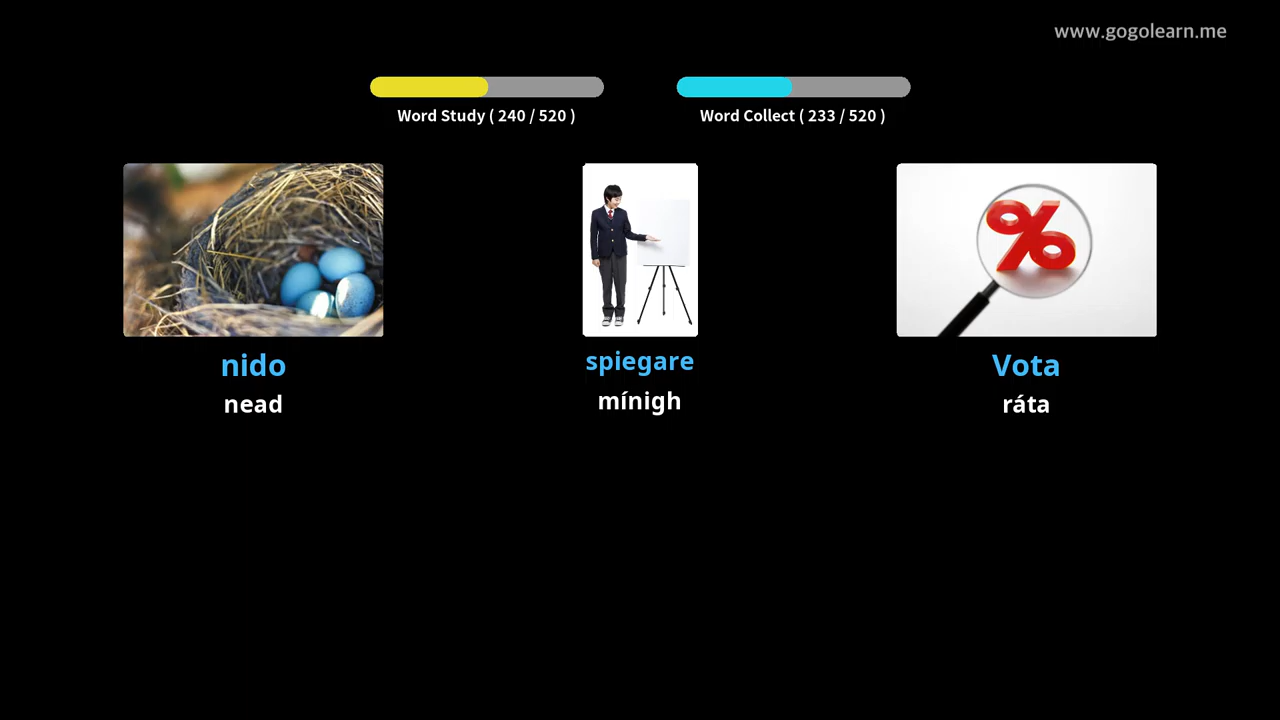 www.gogolearn.me
Word Study ( 240 / 520 )
Word Collect ( 233 / 520 )
%
nido
spiegare
Vota
nead
mínigh
ráta